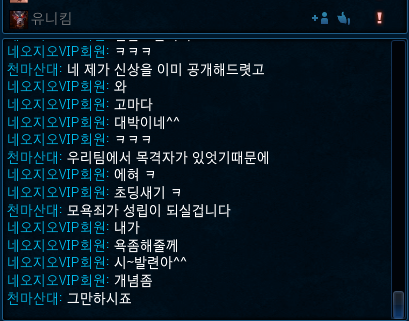 유니킴
네오지오VIP회원: ㅋㅋㅋ
천마산대: 네 제가 신상을 이미 공개해드렷고
네오지오VIP회원: 와
네오지오VIP회원: 고마다
네오지오VIP회원: 대박이네^^
네오지오VIP회원: ㅋㅋㅋ
천마산대: 우리팀에서 목격자가 있엇기때문에
네오지오VIP회원: 에혀 ㅋ
네오지오VIP회원: 초딩새기 ㅋ
천마산대: 모욕죄가 성립이 되실겁니다
네오지오VIP회원: 내가
네오지오VIP회원: 욕좀해줄께
네오지오VIP회원: 시~발련아^^
네오지오VIP회원: 개념좀
천마산대: 그만하시죠